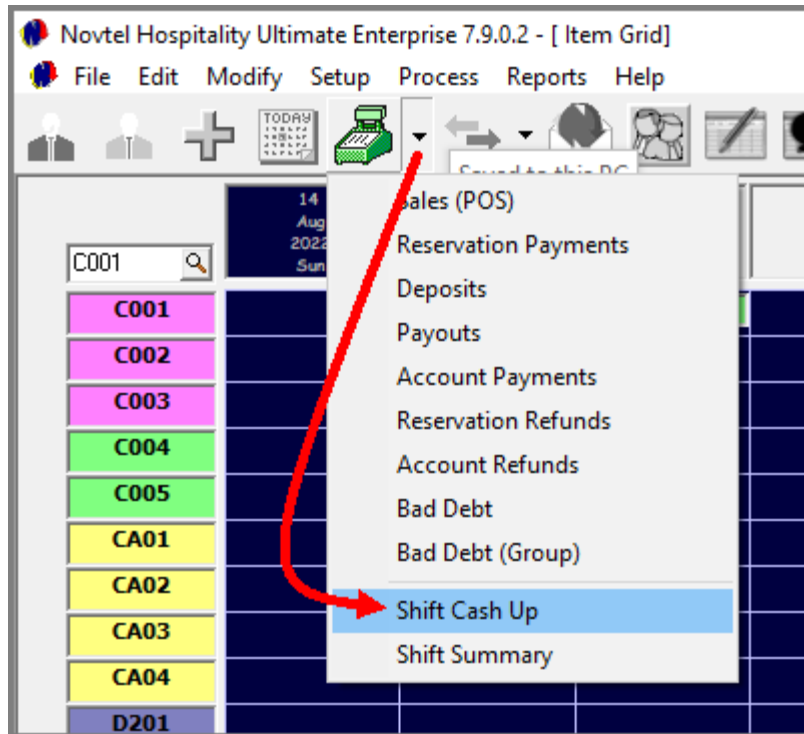 Novtel Hospitality Ultimate Enterprise 7.9.0.2 - [ Item Grid]
File Edit Modify Setup Process Reports Help
TODAY
14
Aug
2022
Sun
C001
Sales (POS)
Reservation Payments
Deposits
Payouts
Account Payments
Reservation Refunds
Account Refunds
Bad Debt
Bad Debt (Group)
Shift Cash Up
Shift Summary
C001
C002
C003
C004
C005
CA01
CA02
CA03
CA04
D201